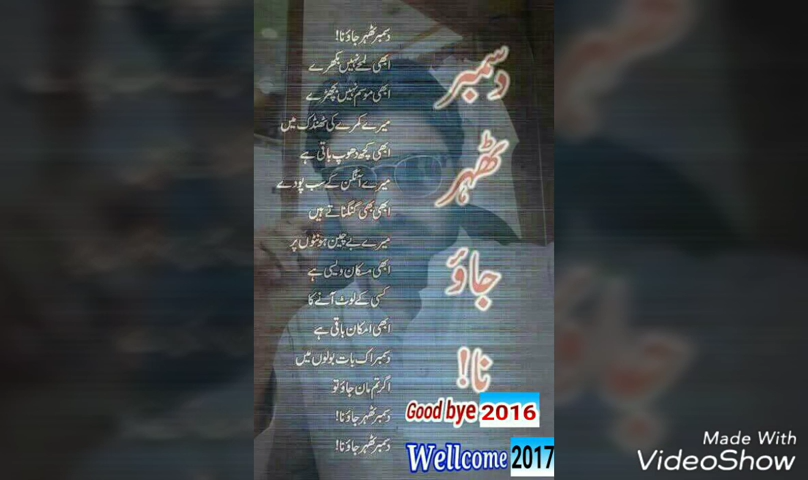 دسمبر ٹھہر جاؤ نا!
ابھی لمحے نہیں بکھرے
ابھی موسم نہیں بچھڑے
میرے کمرے کی ٹھنڈک میں
ابھی کچھ دھوپ باقی ہے
میرے آنگن کے سب پودے
ابھی بھی گنگناتے ہیں
میرے بے چین ہونٹوں پر
ابھی مسکان ویسی ہے
کسی کے لوٹ آنے کا
ابھی امکان باقی ہے
دسمبر اک بات بولوں میں
اگر تم مان جاؤ تو
دسمبر ٹھہر جاؤ نا!
دسمبر ٹھہر جاؤ نا!
دسمبر
ٹھہر
جاؤ
نا!
Good bye 2016
Wellcome 2017
Made With
VideoShow